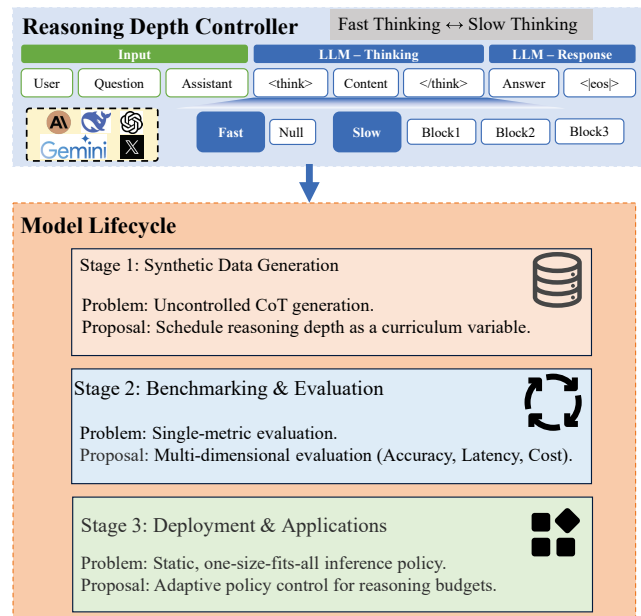 Reasoning Depth Controller
Fast Thinking ↔ Slow Thinking
Input
LLM – Thinking
LLM – Response
User
Question
Assistant
<think>
Content
</think>
Answer
<|eos|>
AI
Gemini
X
Fast
Null
Slow
Block1
Block2
Block3
Model Lifecycle
Stage 1: Synthetic Data Generation
Problem: Uncontrolled CoT generation.
Proposal: Schedule reasoning depth as a curriculum variable.
Stage 2: Benchmarking & Evaluation
Problem: Single-metric evaluation.
Proposal: Multi-dimensional evaluation (Accuracy, Latency, Cost).
Stage 3: Deployment & Applications
Problem: Static, one-size-fits-all inference policy.
Proposal: Adaptive policy control for reasoning budgets.